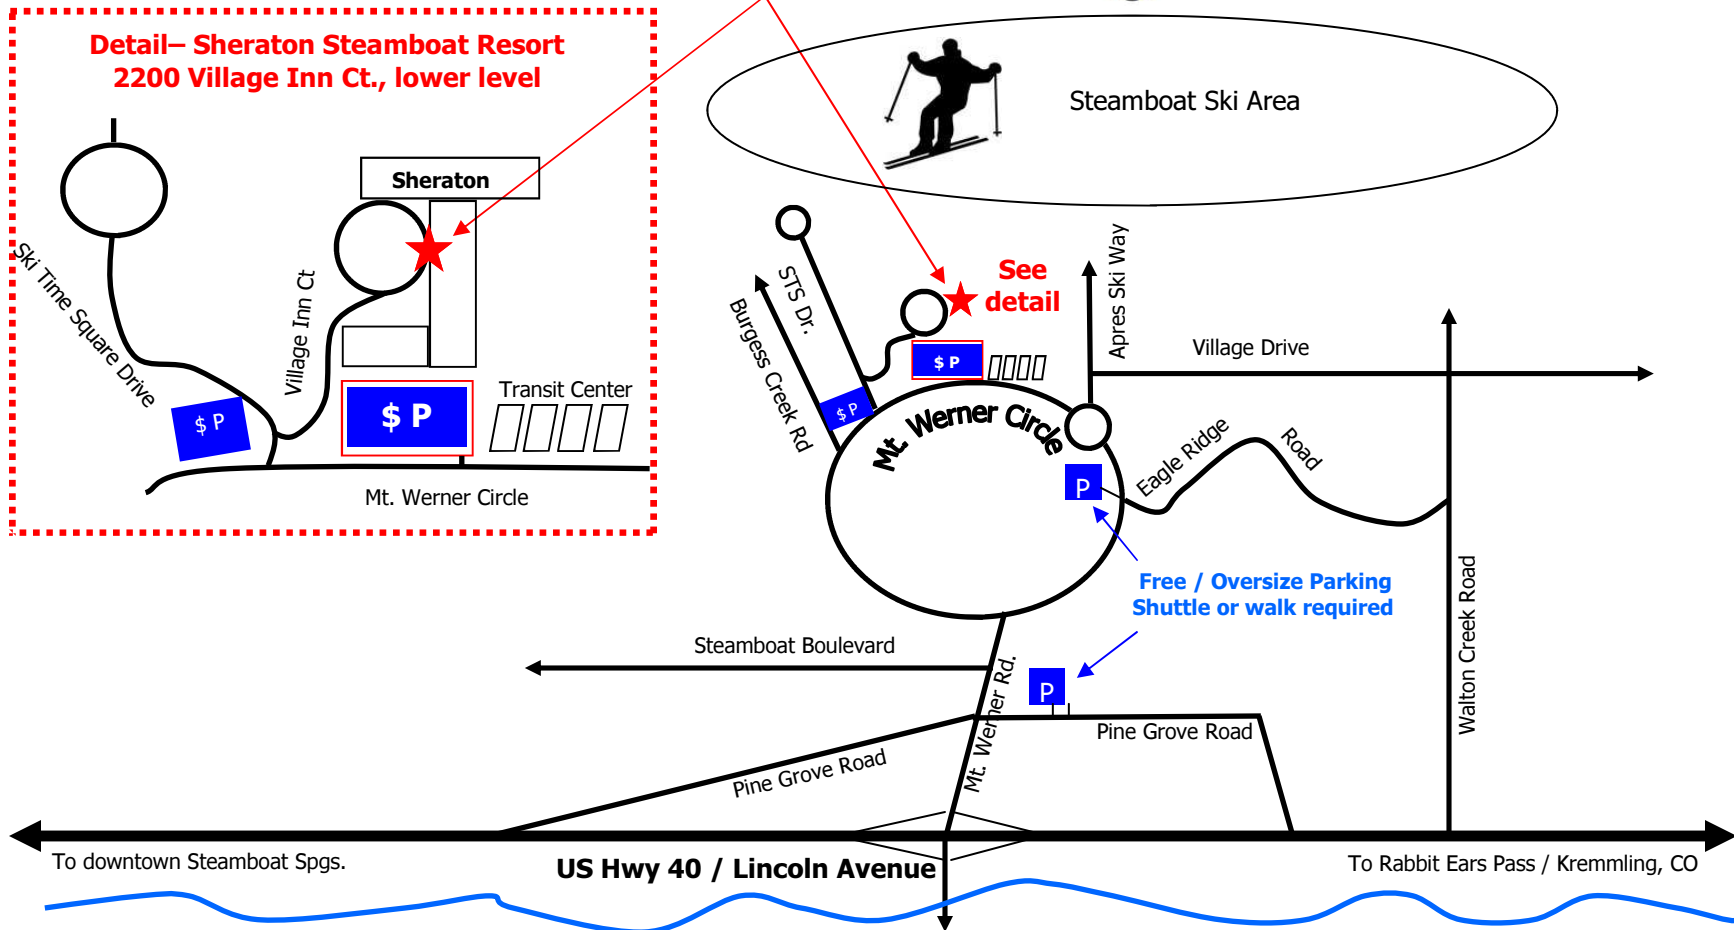 Detail– Sheraton Steamboat Resort
2200 Village Inn Ct., lower level
Sheraton
Ski Time Square Drive
Village Inn Ct
$ P
$ P
Transit Center
Mt. Werner Circle
Steamboat Ski Area
STS Dr.
Burgess Creek Rd
See
detail
$ P
$ P
Apres Ski Way
Village Drive
Mt. Werner Circle
P
Eagle Ridge
Road
Free / Oversize Parking
Shuttle or walk required
Walton Creek Road
Steamboat Boulevard
Mt. Werner Rd.
P
Pine Grove Road
Pine Grove Road
To downtown Steamboat Spgs.
US Hwy 40 / Lincoln Avenue
To Rabbit Ears Pass / Kremmling, CO